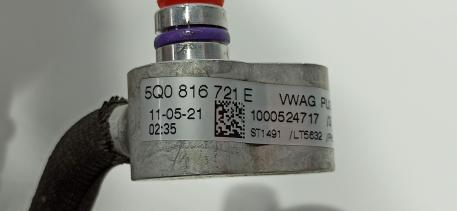 5Q0 816 721 E VWAG
11-05-21 1000524717
02:35 ST1491 /LT5632